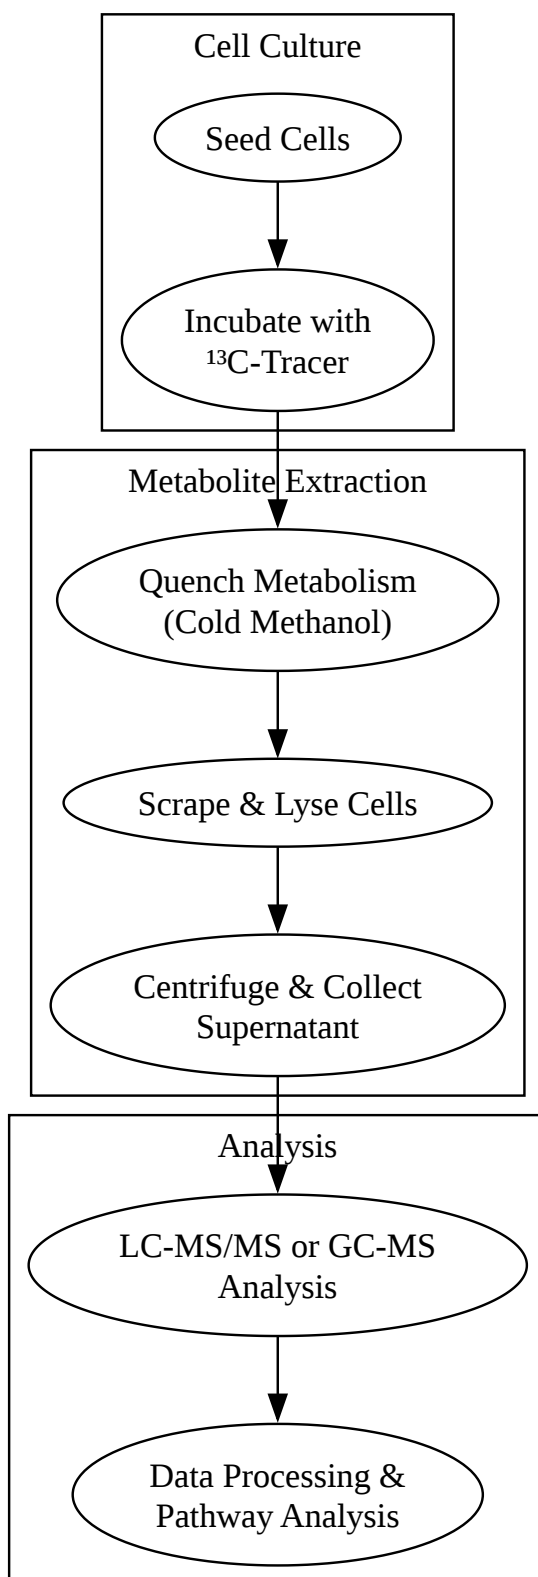 Cell Culture
Seed Cells
Incubate with
¹³C-Tracer
Metabolite Extraction
Quench Metabolism
(Cold Methanol)
Scrape & Lyse Cells
Centrifuge & Collect
Supernatant
Analysis
LC-MS/MS or GC-MS
Analysis
Data Processing &
Pathway Analysis